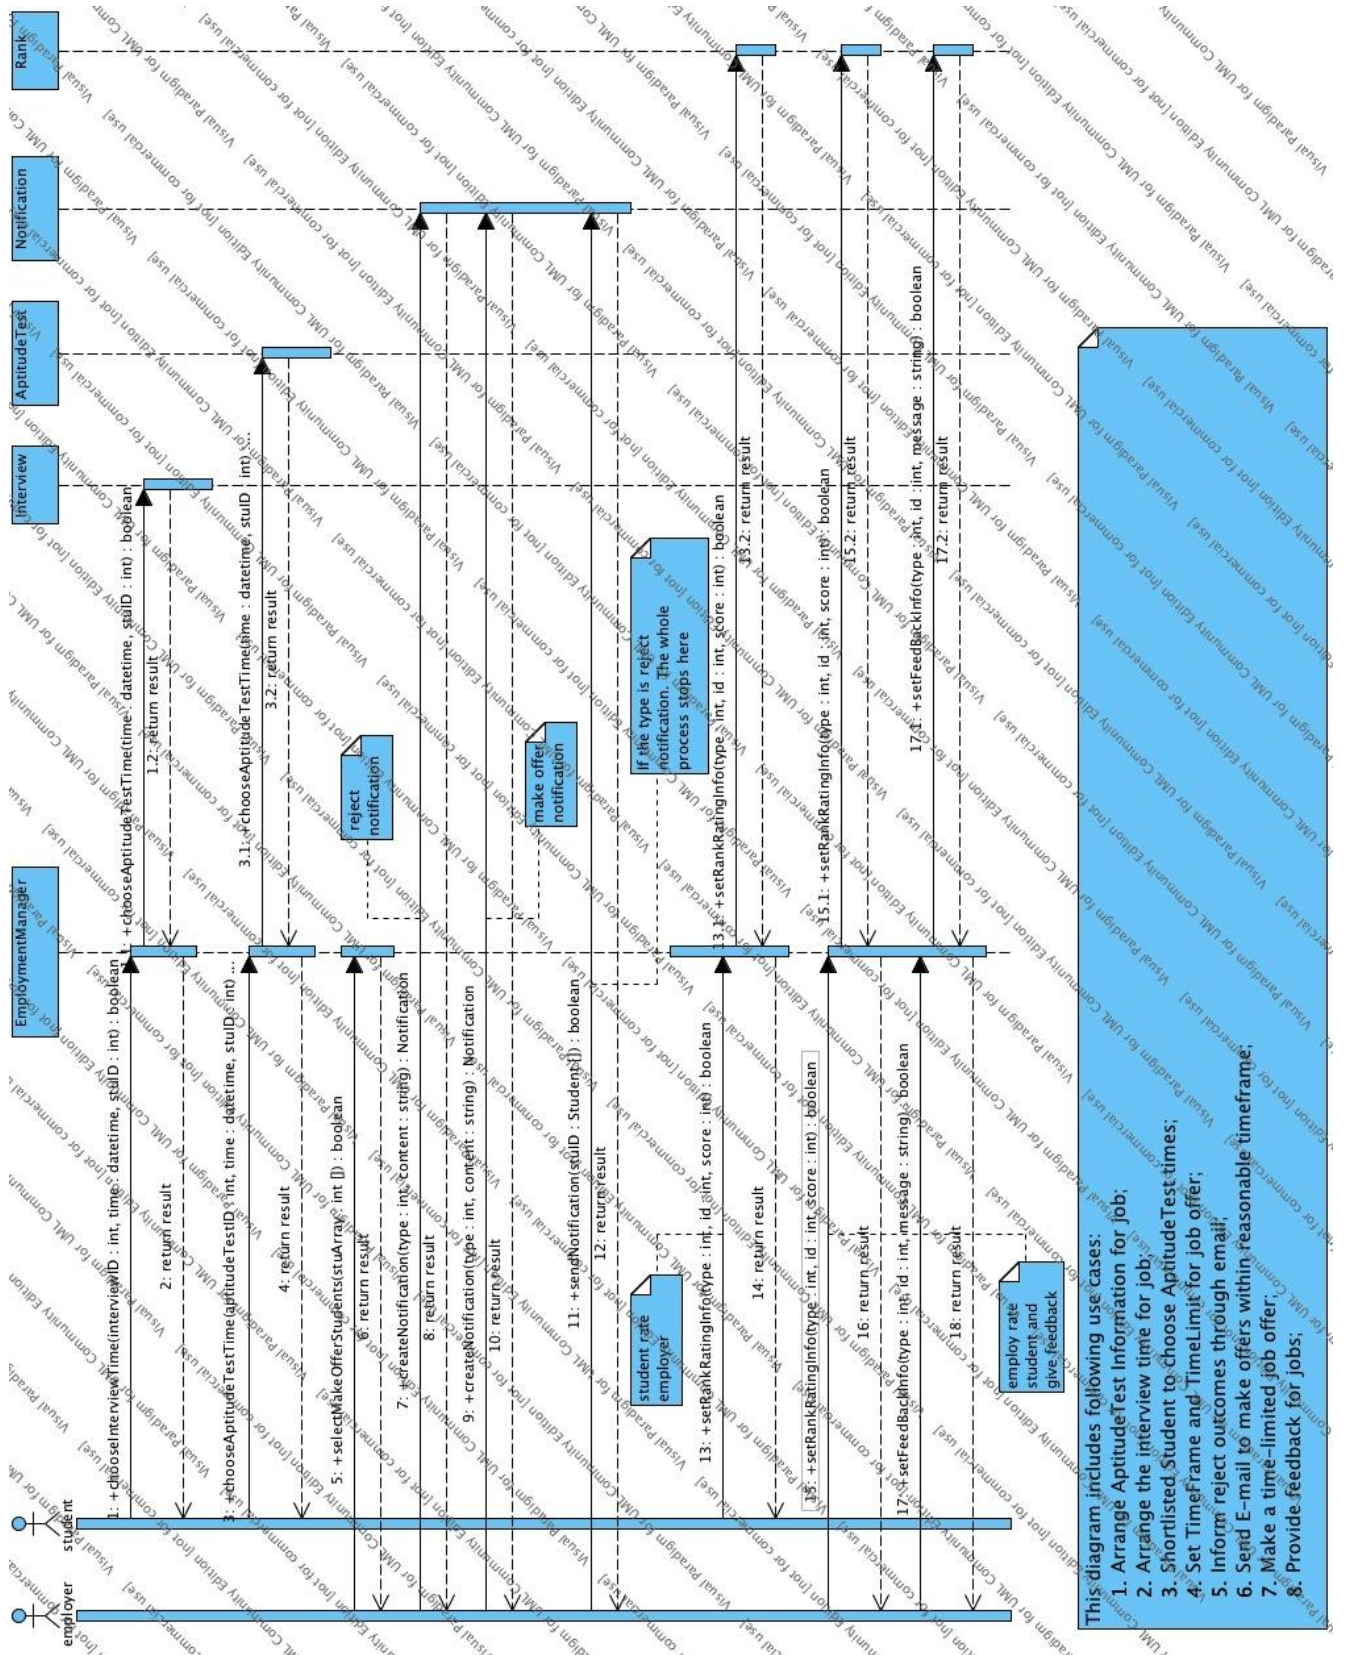 employer
student
EmploymentManager
Interview
AptitudeTest
Notification
Rank
1: +chooseInterviewTime(interviewID : int, time : datetime, stuID : int) : boolean
1.1: +chooseAptitudeTestTime(time : datetime, stuID : int) : boolean
1.2: return result
2: return result
3: +chooseAptitudeTestTime(aptitudeTestID : int, time : datetime, stuID : int) ...
3.1: +chooseAptitudeTestTime(time : datetime, stuID : int) ...
3.2: return result
4: return result
5: +selectMakeOfferStudents(stuArray : int []) : boolean
6: return result
reject
notification
7: +createNotification(type : int, content : string) : Notification
8: return result
9: +createNotification(type : int, content : string) : Notification
10: return result
make offer
notification
11: +sendNotification(stuID : Student[]) : boolean
12: return result
If the type is reject
notification. The whole
process stops here
student rate
employer
13: +setRankRatingInfo(type : int, id : int, score : int) : boolean
13.1: +setRankRatingInfo(type : int, id : int, score : int) : boolean
13.2: return result
14: return result
15: +setRankRatingInfo(type : int, id : int, score : int) : boolean
15.1: +setRankRatingInfo(type : int, id : int, score : int) : boolean
15.2: return result
16: return result
17: +setFeedBackInfo(type : int, id : int, message : string) boolean
17.1: +setFeedBackInfo(type : int, id :int, message : string) : boolean
17.2: return result
18: return result
employ rate
student and
give feedback
This diagram includes following use cases:
1. Arrange AptitudeTest Information for job;
2. Arrange the interview time for job;
3. Shortlisted Student to choose AptitudeTest times;
4. Set TimeFrame and TimeLimit for job offer;
5. Inform reject outcomes through email;
6. Send E-mail to make offers within reasonable timeframe;
7. Make a time-limited job offer;
8. Provide feedback for jobs;
Visual Paradigm for UML Community Edition [not for commercial use]